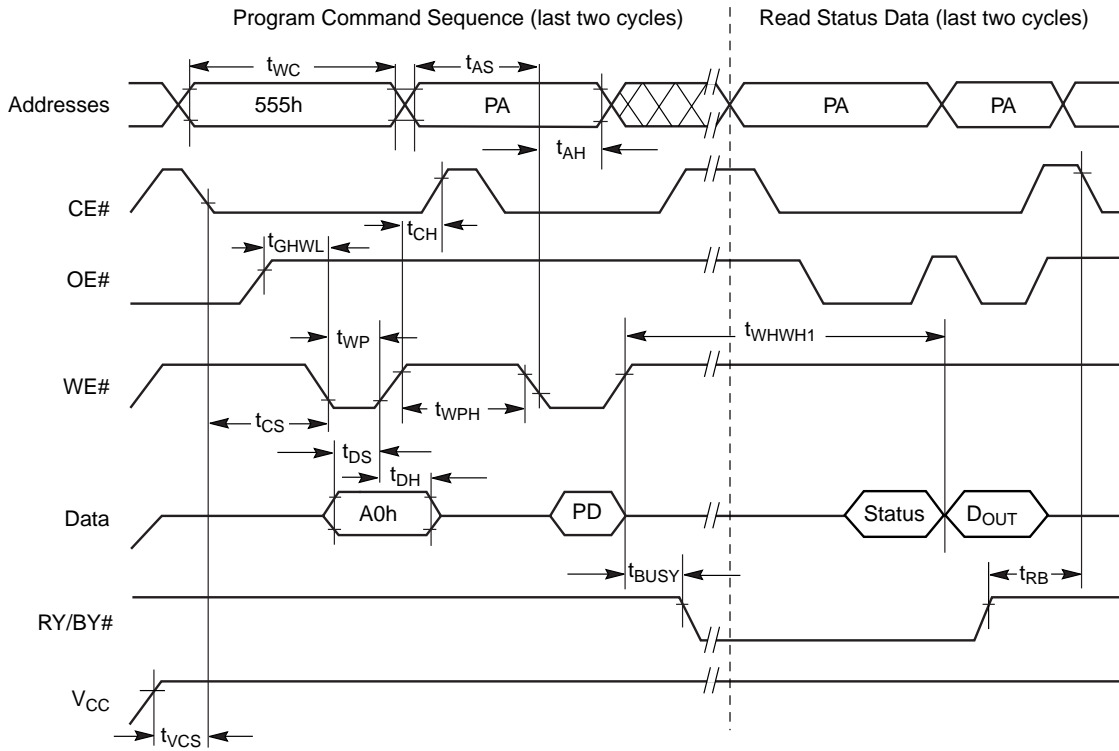 Program Command Sequence (last two cycles)
Read Status Data (last two cycles)
tWC
tAS
Addresses
555h
PA
PA
PA
tAH
CE#
tCH
tGHWL
OE#
tWP
tWHWH1
WE#
tWPH
tCS
tDS
tDH
Data
A0h
PD
Status
DOUT
tBUSY
tRB
RY/BY#
VCC
tVCS